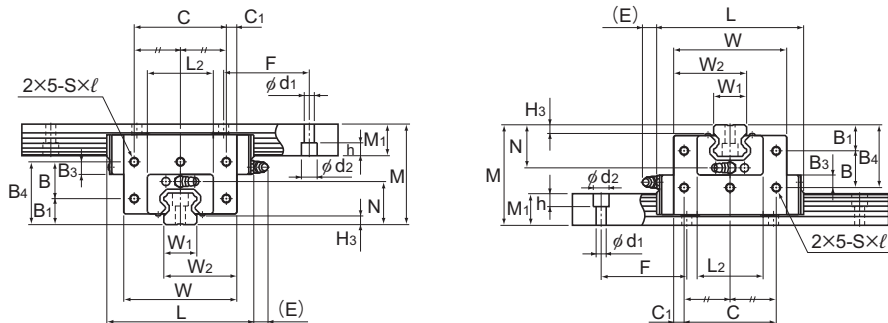 C
C1
L2
F
φd1
2×5-S×ℓ
M1
h
φd2
M
B3
B
B4
B1
N
H3
W1
W2
W
L
(E)
(E)
L
W
W2
W1
H3
N
M
M1
φd2
h
φd1
F
L2
C1
C
B1
B3
B
B4
2×5-S×ℓ